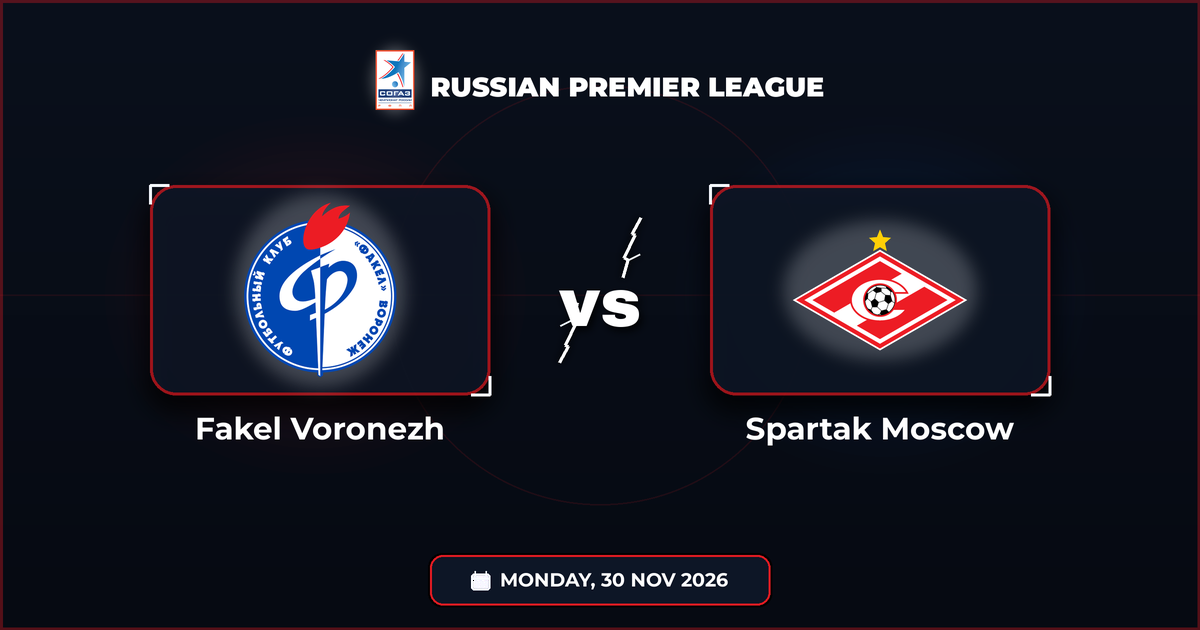 СОГАЗ
RUSSIAN PREMIER LEAGUE
ФУТБОЛЬНЫЙ КЛУБ
«ФАКЕЛ» ВОРОНЕЖ
Ф
VS
С
Fakel Voronezh
Spartak Moscow
MONDAY, 30 NOV 2026